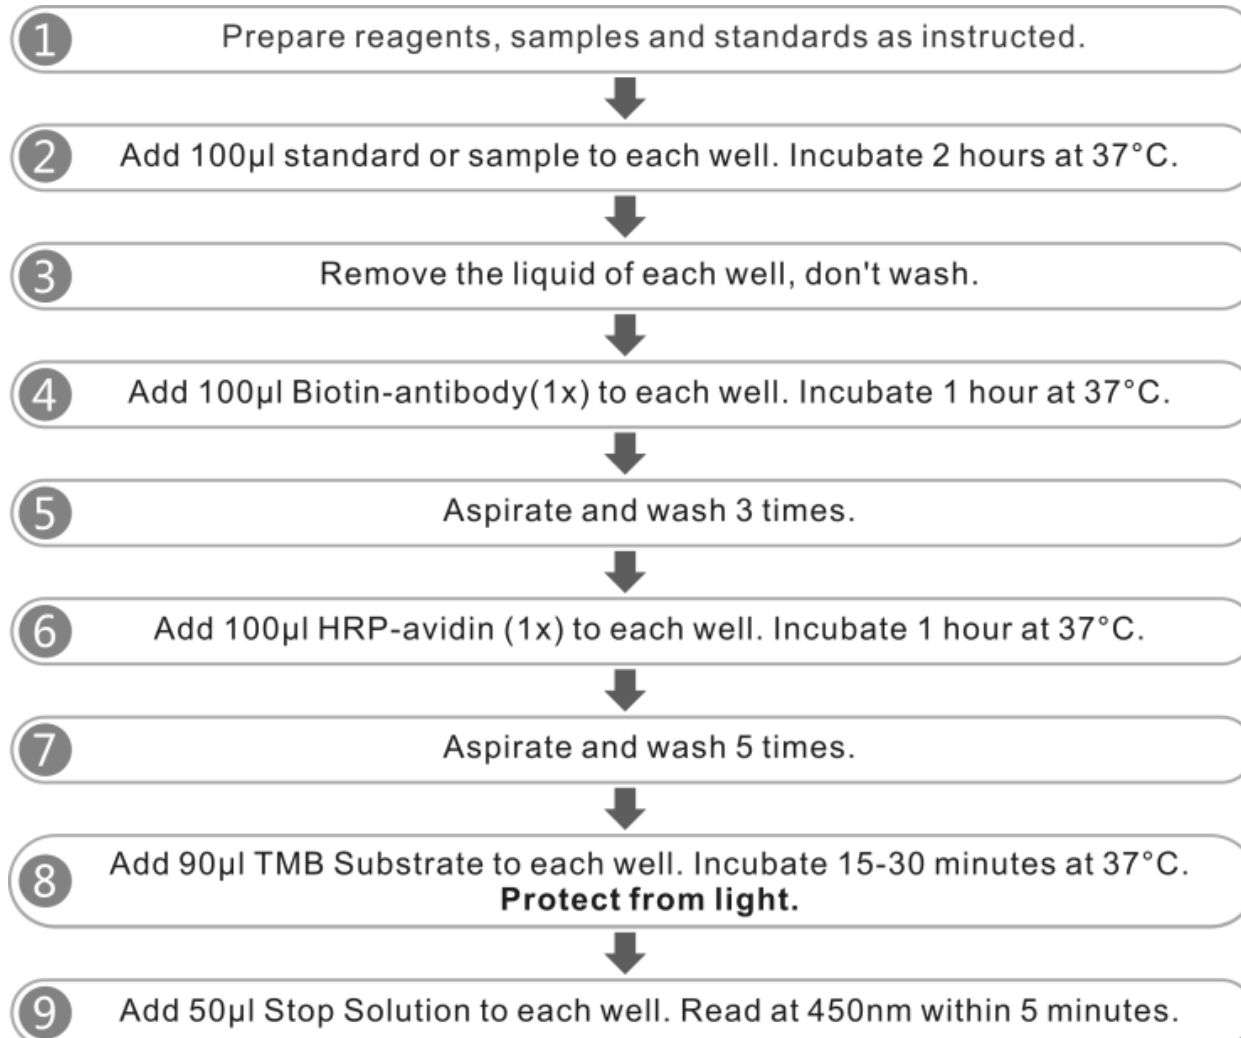 1 Prepare reagents, samples and standards as instructed.
2 Add 100μl standard or sample to each well. Incubate 2 hours at 37°C.
3 Remove the liquid of each well, don't wash.
4 Add 100μl Biotin-antibody(1x) to each well. Incubate 1 hour at 37°C.
5 Aspirate and wash 3 times.
6 Add 100μl HRP-avidin (1x) to each well. Incubate 1 hour at 37°C.
7 Aspirate and wash 5 times.
8 Add 90μl TMB Substrate to each well. Incubate 15-30 minutes at 37°C.
Protect from light.
9 Add 50μl Stop Solution to each well. Read at 450nm within 5 minutes.